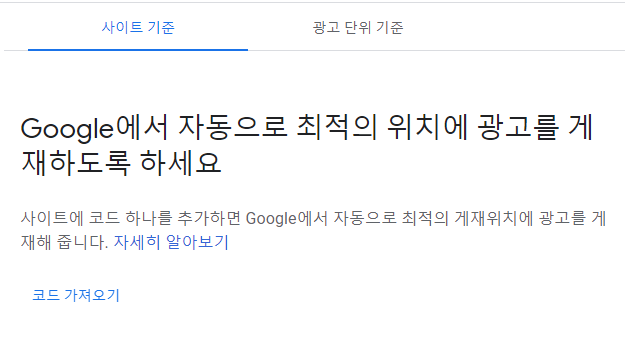 사이트 기준 광고 단위 기준
Google에서 자동으로 최적의 위치에 광고를 게
재하도록 하세요
사이트에 코드 하나를 추가하면 Google에서 자동으로 최적의 게재위치에 광고를 게
재해 줍니다. 자세히 알아보기
코드 가져오기